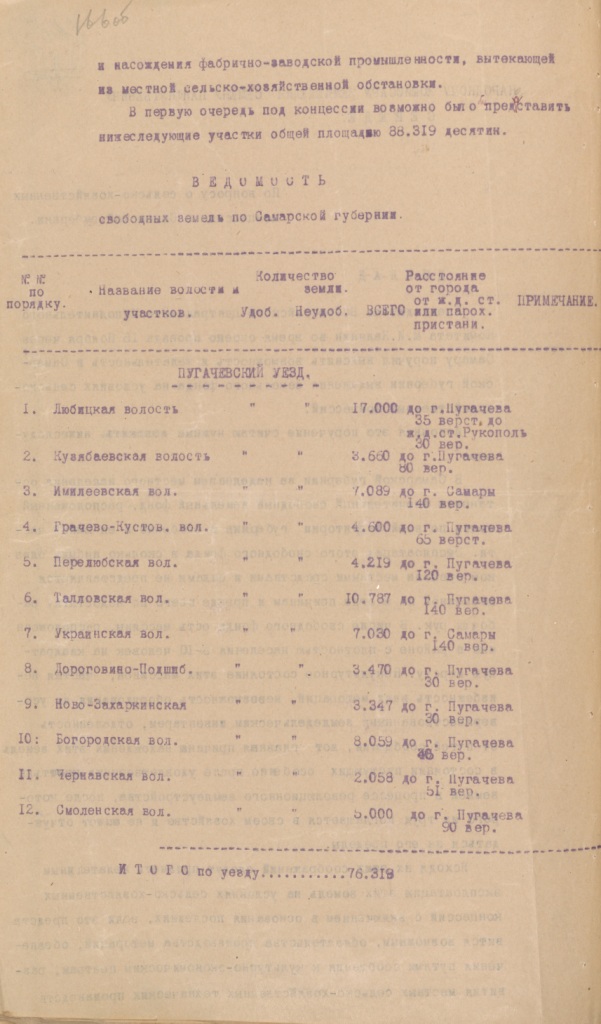 и насождения фабрично-заводской промышленности, вытекающей
из местной сельско-хозяйственной обстановки.
В первую очередь под концессии возможно было представить
нижеследующие участки общей площадию 88.319 десятин.
ВЕДОМОСТЬ
свободных земель по Самарской губернии.
№ № по порядку. Название волости и участков. Количество земли. Удоб. Неудоб. ВСЕГО Расстояние от города от ж.д. ст. или парох. пристани. ПРИМЕЧАНИЕ.
ПУГАЧЕВСКИЙ УЕЗД.
1. Любицкая волость " " 17.000 до г.Пугачева
35 верст, до
ж.д.ст.Рукополь
30 вер.
2. Кузябаевская волость " " 3.660 до г.Пугачева
80 вер.
3. Имилеевская вол. " " 7.089 до г. Самары
140 вер.
4. Грачево-Кустов. вол. " " 4.600 до г. Пугачева
65 верст.
5. Перелюбская вол. " " 4.219 до г. Пугачева
120 вер.
6. Талловская вол. " " 10.787 до г. Пугачева
140 вер.
7. Украинская вол. " " 7.030 до г. Самары
140 вер.
8. Дороговино-Подшиб. " ". 3.470 до г. Пугачева
30 вер.
9. Ново-Захаркинская " " 3.347 до г. Пугачева
30 вер.
10: Богородская вол. " " 8.059 до г. Пугачева
вер.
II. Чернавская вол. " " 2.058 до г. Пугачева
51 вер.
12. Смоленская вол. " " 5.000 до г. Пугачева
90 вер.
ИТОГО по уезду............76.319